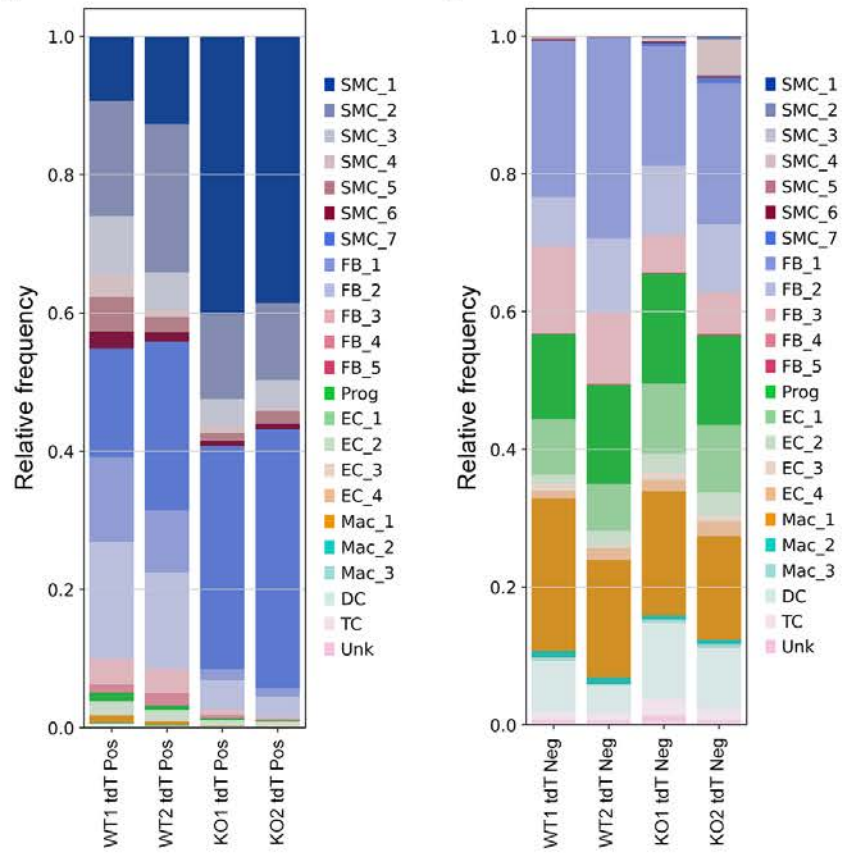 Relative frequency
1.0
0.8
0.6
0.4
0.2
0.0
WT1 tdT Pos
WT2 tdT Pos
KO1 tdT Pos
KO2 tdT Pos
SMC_1
SMC_2
SMC_3
SMC_4
SMC_5
SMC_6
SMC_7
FB_1
FB_2
FB_3
FB_4
FB_5
Prog
EC_1
EC_2
EC_3
EC_4
Mac_1
Mac_2
Mac_3
DC
TC
Unk
Relative frequency
1.0
0.8
0.6
0.4
0.2
0.0
WT1 tdT Neg
WT2 tdT Neg
KO1 tdT Neg
KO2 tdT Neg
SMC_1
SMC_2
SMC_3
SMC_4
SMC_5
SMC_6
SMC_7
FB_1
FB_2
FB_3
FB_4
FB_5
Prog
EC_1
EC_2
EC_3
EC_4
Mac_1
Mac_2
Mac_3
DC
TC
Unk